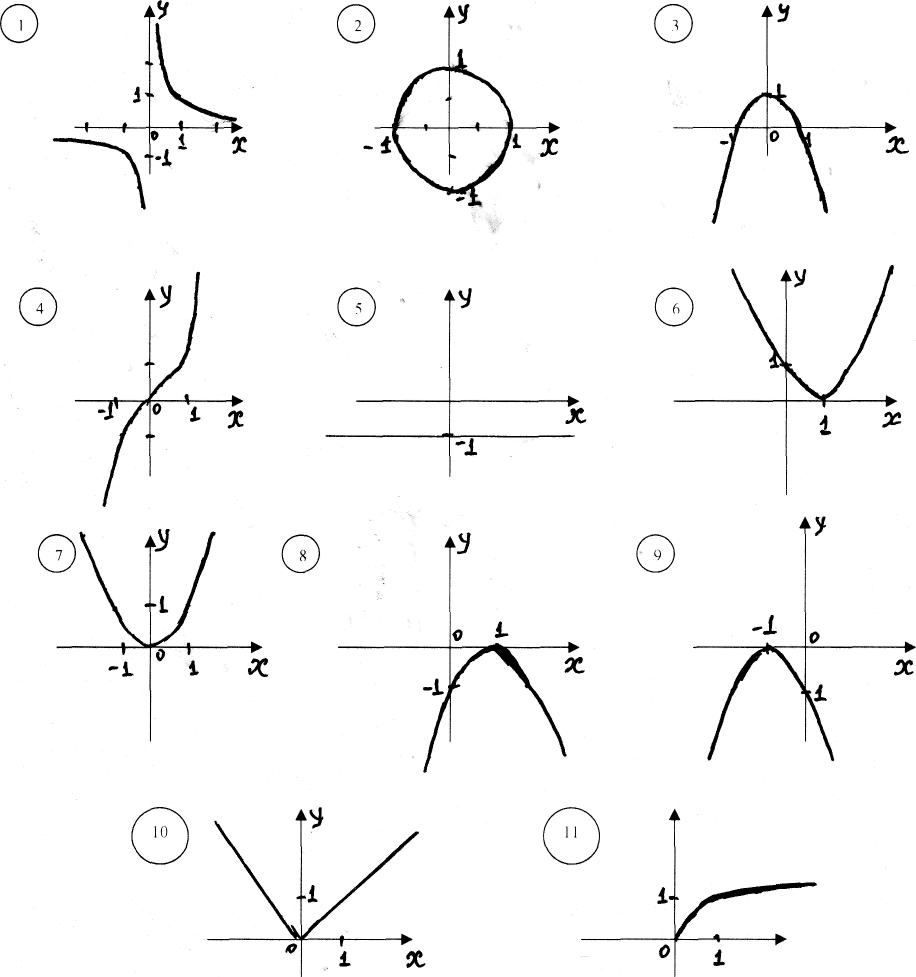 1 y 2 y 3 y
1 1 1
0 1 x -1 1 x -1 0 1 x
-1 -1
4 y 5 y 6 y
1
-1 0 1 x x 1 x
-1
7 y 8 y 9 y
1 0 1 -1 0
-1 0 1 x x x
-1 1
10 y 11
1 1
0 1 x 0 1